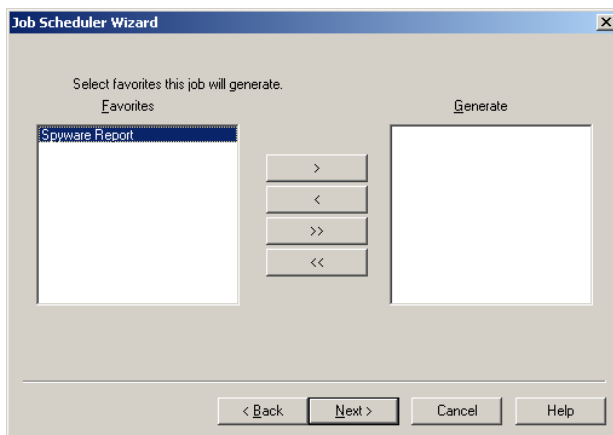 Job Scheduler Wizard
Select favorites this job will generate.
Favorites
Generate
Spyware Report
>
<
>>
<<
< Back
Next >
Cancel
Help